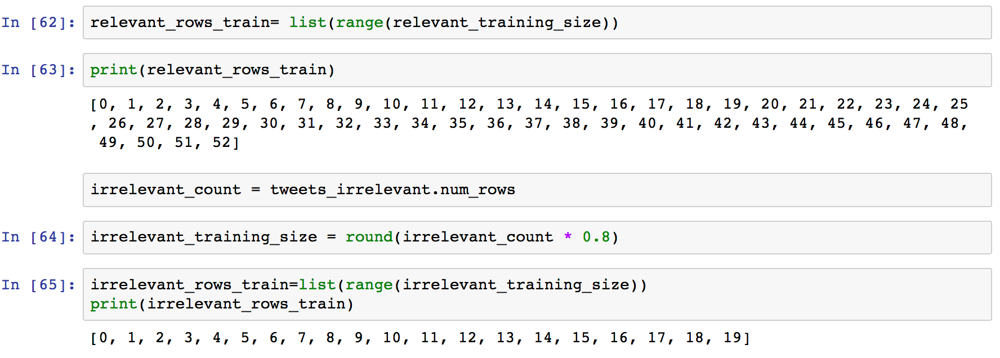 In [62]: relevant_rows_train= list(range(relevant_training_size))
In [63]: print(relevant_rows_train)
[0, 1, 2, 3, 4, 5, 6, 7, 8, 9, 10, 11, 12, 13, 14, 15, 16, 17, 18, 19, 20, 21, 22, 23, 24, 25
, 26, 27, 28, 29, 30, 31, 32, 33, 34, 35, 36, 37, 38, 39, 40, 41, 42, 43, 44, 45, 46, 47, 48,
49, 50, 51, 52]
irrelevant_count = tweets_irrelevant.num_rows
In [64]: irrelevant_training_size = round(irrelevant_count * 0.8)
In [65]: irrelevant_rows_train=list(range(irrelevant_training_size))
print(irrelevant_rows_train)
[0, 1, 2, 3, 4, 5, 6, 7, 8, 9, 10, 11, 12, 13, 14, 15, 16, 17, 18, 19]